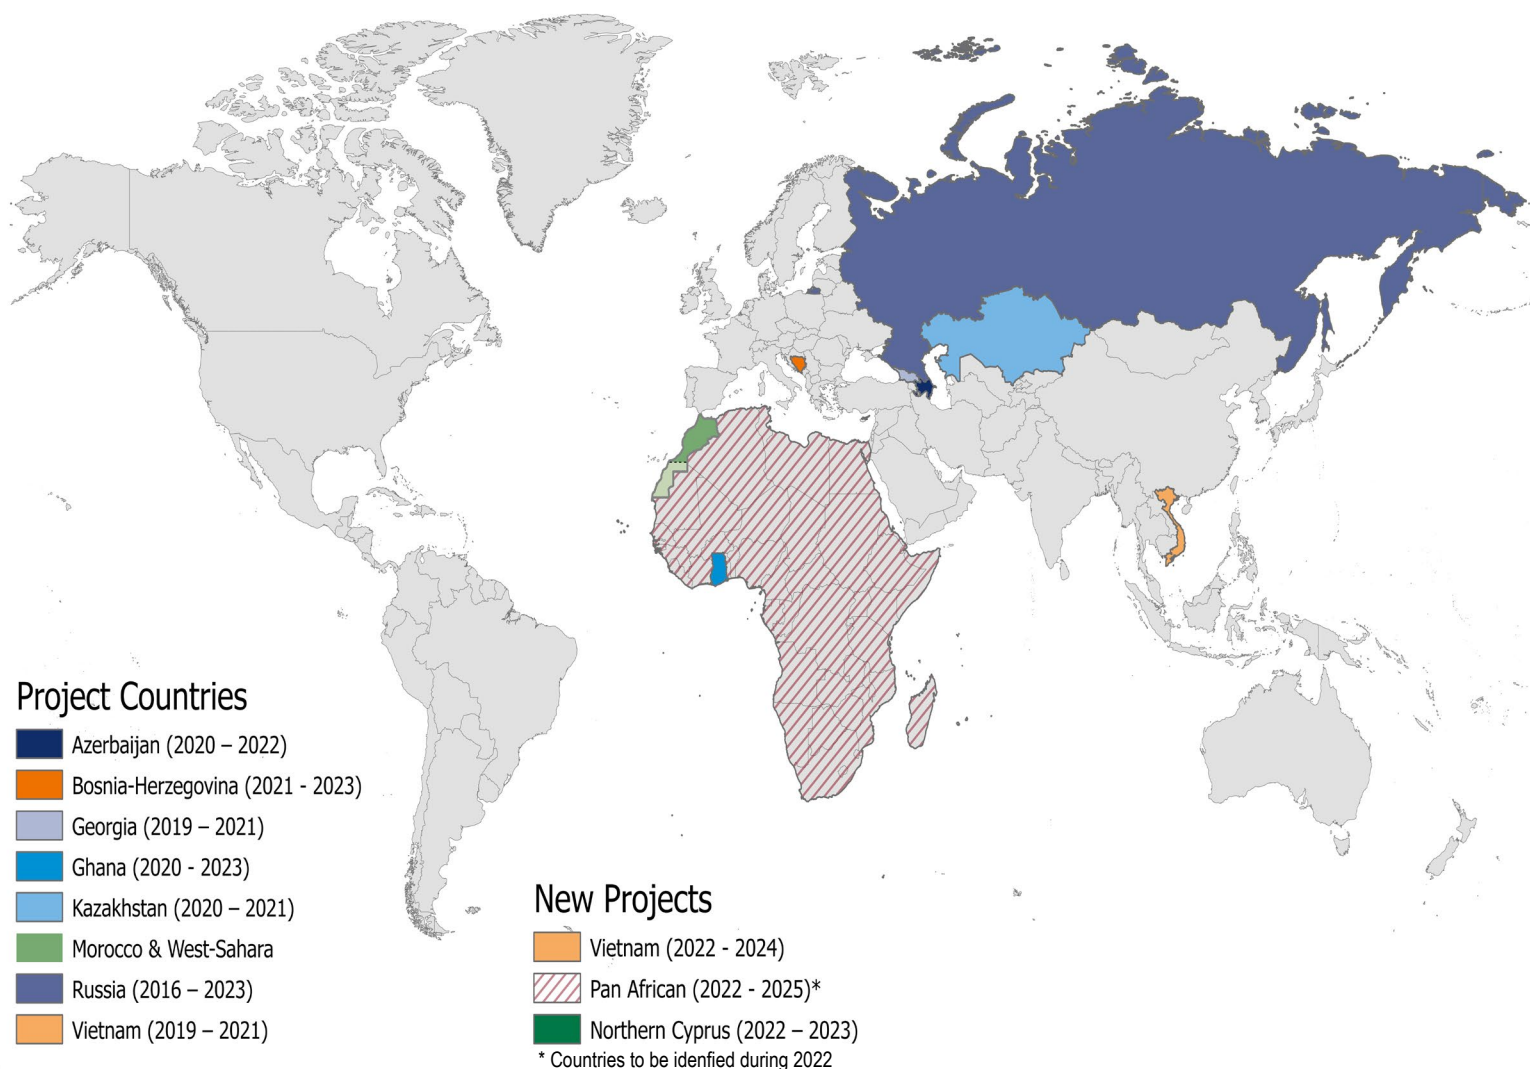 Project Countries
Azerbaijan (2020 – 2022)
Bosnia-Herzegovina (2021 - 2023)
Georgia (2019 – 2021)
Ghana (2020 - 2023)
Kazakhstan (2020 – 2021)
Morocco & West-Sahara
Russia (2016 – 2023)
Vietnam (2019 – 2021)
New Projects
Vietnam (2022 - 2024)
Pan African (2022 - 2025)*
Northern Cyprus (2022 – 2023)
* Countries to be idenfied during 2022